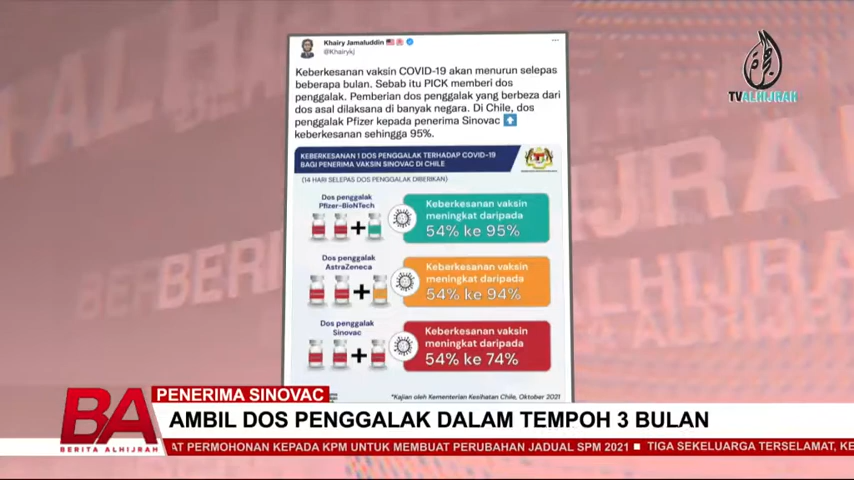 Khairy Jamaluddin
@Khairykj
Keberkesanan vaksin COVID-19 akan menurun selepas
beberapa bulan. Sebab itu PICK memberi dos
penggalak. Pemberian dos penggalak yang berbeza dari
dos asal dilaksana di banyak negara. Di Chile, dos
penggalak Pfizer kepada penerima Sinovac ⬆️
keberkesanan sehingga 95%.
KEBERKESANAN 1 DOS PENGGALAK TERHADAP COVID-19
BAGI PENERIMA VAKSIN SINOVAC DI CHILE
(14 HARI SELEPAS DOS PENGGALAK DIBERIKAN)
Dos penggalak
Pfizer-BioNTech
Keberkesanan vaksin
meningkat daripada
54% ke 95%
Dos penggalak
AstraZeneca
Keberkesanan vaksin
meningkat daripada
54% ke 94%
Dos penggalak
Sinovac
Keberkesanan vaksin
meningkat daripada
54% ke 74%
*Kajian oleh Kementerian Kesihatan Chile, Oktober 2021
TVALHIJRAH
BA
BERITA ALHIJRAH
PENERIMA SINOVAC
AMBIL DOS PENGGALAK DALAM TEMPOH 3 BULAN
AT PERMOHONAN KEPADA KPM UNTUK MEMBUAT PERUBAHAN JADUAL SPM 2021 ■ TIGA SEKELUARGA TERSELAMAT, KE